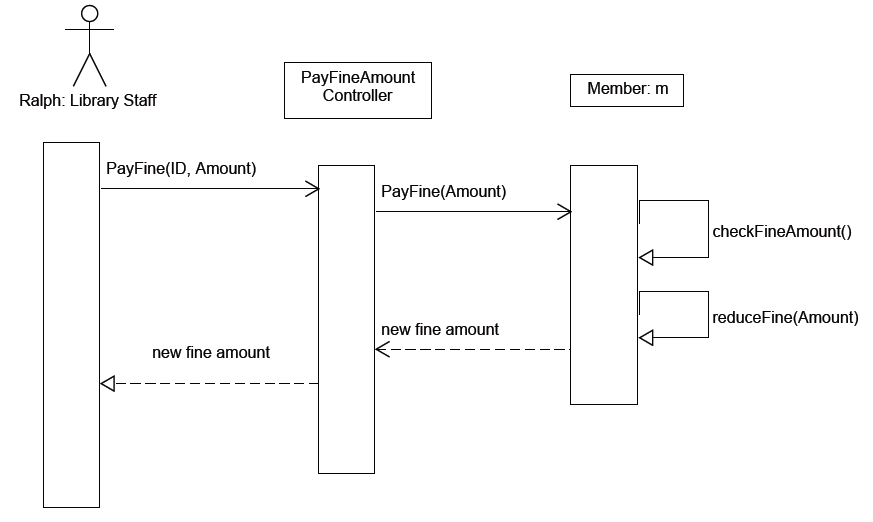 Ralph: Library Staff
PayFineAmount
Controller
Member: m
PayFine(ID, Amount)
PayFine(Amount)
checkFineAmount()
reduceFine(Amount)
new fine amount
new fine amount